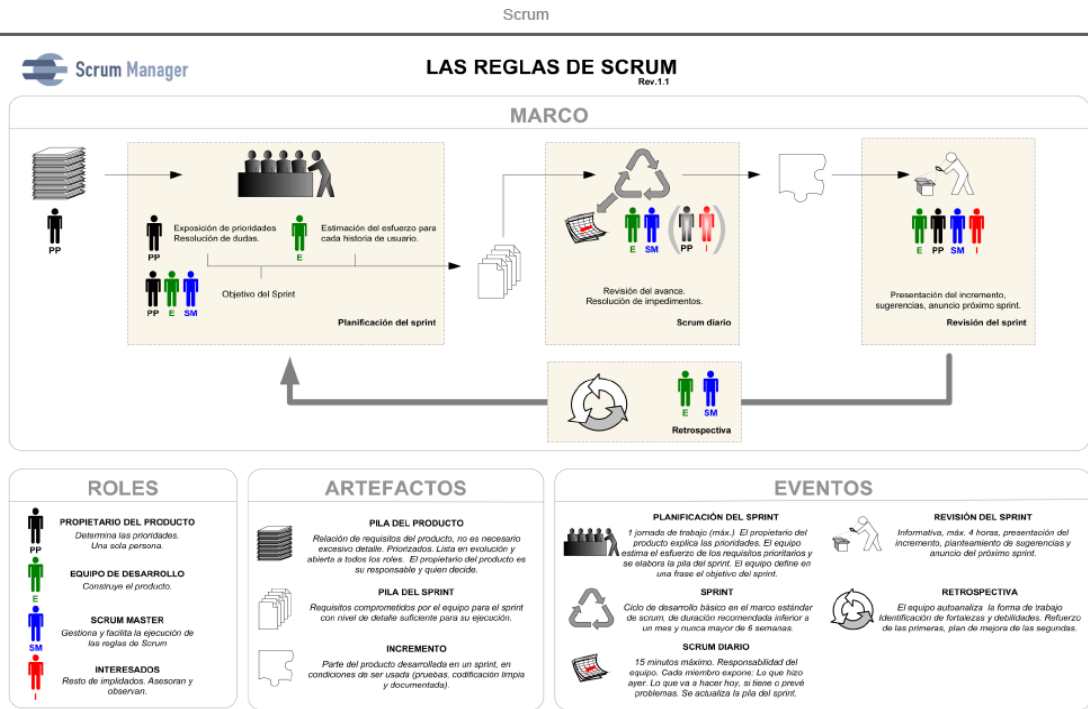 Scrum
Scrum Manager
LAS REGLAS DE SCRUM
Rev.1.1
MARCO
PP
PP
Exposición de prioridades
Resolución de dudas.
E
Estimación del esfuerzo para
cada historia de usuario.
PP E SM
Objetivo del Sprint
Planificación del sprint
E SM PP I
Revisión del avance.
Resolución de impedimentos.
Scrum diario
E PP SM I
Presentación del incremento,
sugerencias, anuncio próximo sprint.
Revisión del sprint
E SM
Retrospectiva
ROLES
PP
PROPIETARIO DEL PRODUCTO
Determina las prioridades.
Una sola persona.
E
EQUIPO DE DESARROLLO
Construye el producto.
SM
SCRUM MASTER
Gestiona y facilita la ejecución de
las reglas de Scrum
I
INTERESADOS
Resto de implidados. Asesoran y
observan.
ARTEFACTOS
PILA DEL PRODUCTO
Relación de requisitos del producto, no es necesario
excesivo detalle. Priorizados. Lista en evolución y
abierta a todos los roles. El propietario del producto es
su responsable y quien decide.
PILA DEL SPRINT
Requisitos comprometidos por el equipo para el sprint
con nivel de detalle suficiente para su ejecución.
INCREMENTO
Parte del producto desarrollada en un sprint, en
condiciones de ser usada (pruebas, codificación limpia
y documentada).
EVENTOS
PLANIFICACIÓN DEL SPRINT
1 jornada de trabajo (máx.) El propietario del
producto explica las prioridades. El equipo
estima el esfuerzo de los requisitos prioritarios y
se elabora la pila del sprint. El equipo define en
una frase el objetivo del sprint.
SPRINT
Ciclo de desarrollo básico en el marco estándar
de scrum, de duración recomendada inferior a
un mes y nunca mayor de 6 semanas.
SCRUM DIARIO
15 minutos máximo. Responsabilidad del
equipo. Cada miembro expone: Lo que hizo
ayer. Lo que va a hacer hoy, si tiene o prevé
problemas. Se actualiza la pila del sprint.
REVISIÓN DEL SPRINT
Informativa, máx. 4 horas, presentación del
incremento, planteamiento de sugerencias y
anuncio del próximo sprint.
RETROSPECTIVA
El equipo autoanaliza la forma de trabajo
Identificación de fortalezas y debilidades. Refuerzo
de las primeras, plan de mejora de las segundas.